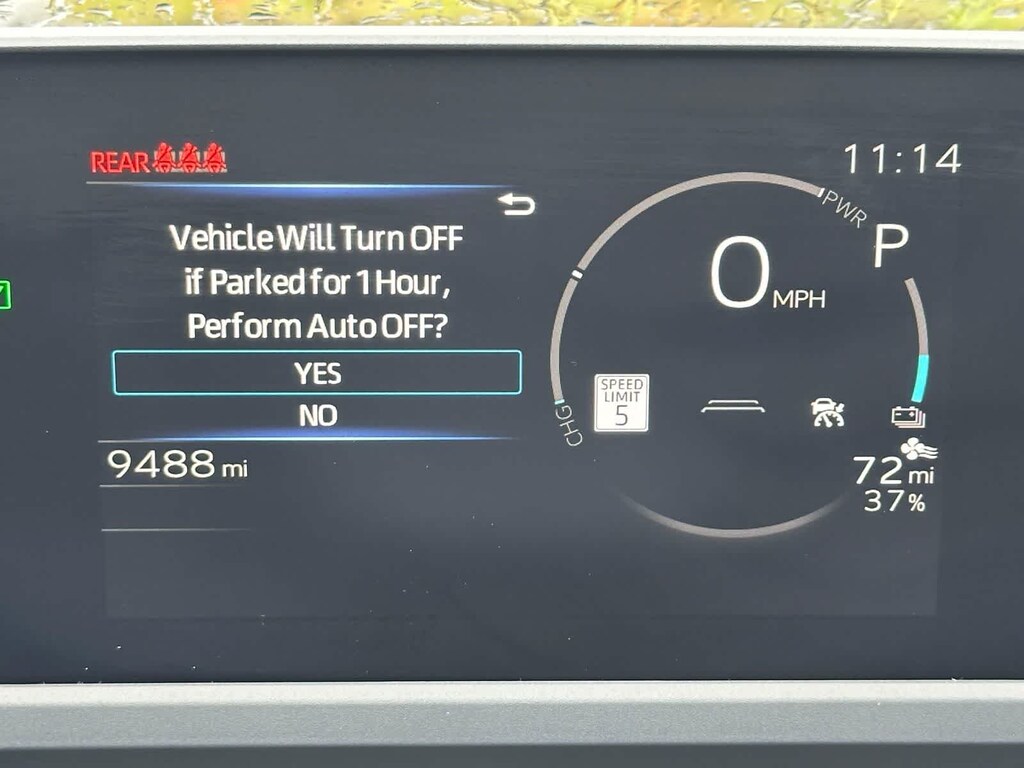 REAR
11:14
PWR
Vehicle Will Turn OFF
if Parked for 1 Hour,
Perform Auto OFF?
YES
NO
P
0 MPH
SPEED
LIMIT
5
CHG
9488 mi
72 mi
37%